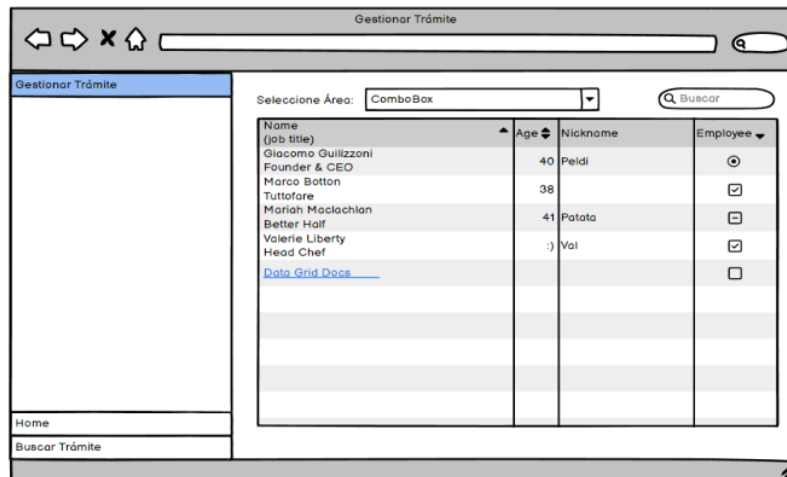 Gestionar Trámite
Gestionar Trámite
Seleccione Área: ComboBox Buscar
Name
(job title) Age Nickname Employee
Giacomo Guilizzoni
Founder & CEO 40 Peldi
Marco Botton
Tuttofare 38
Mariah Maclachlan
Better Half 41 Patata
Valerie Liberty
Head Chef :) Val
Data Grid Docs
Home
Buscar Trámite